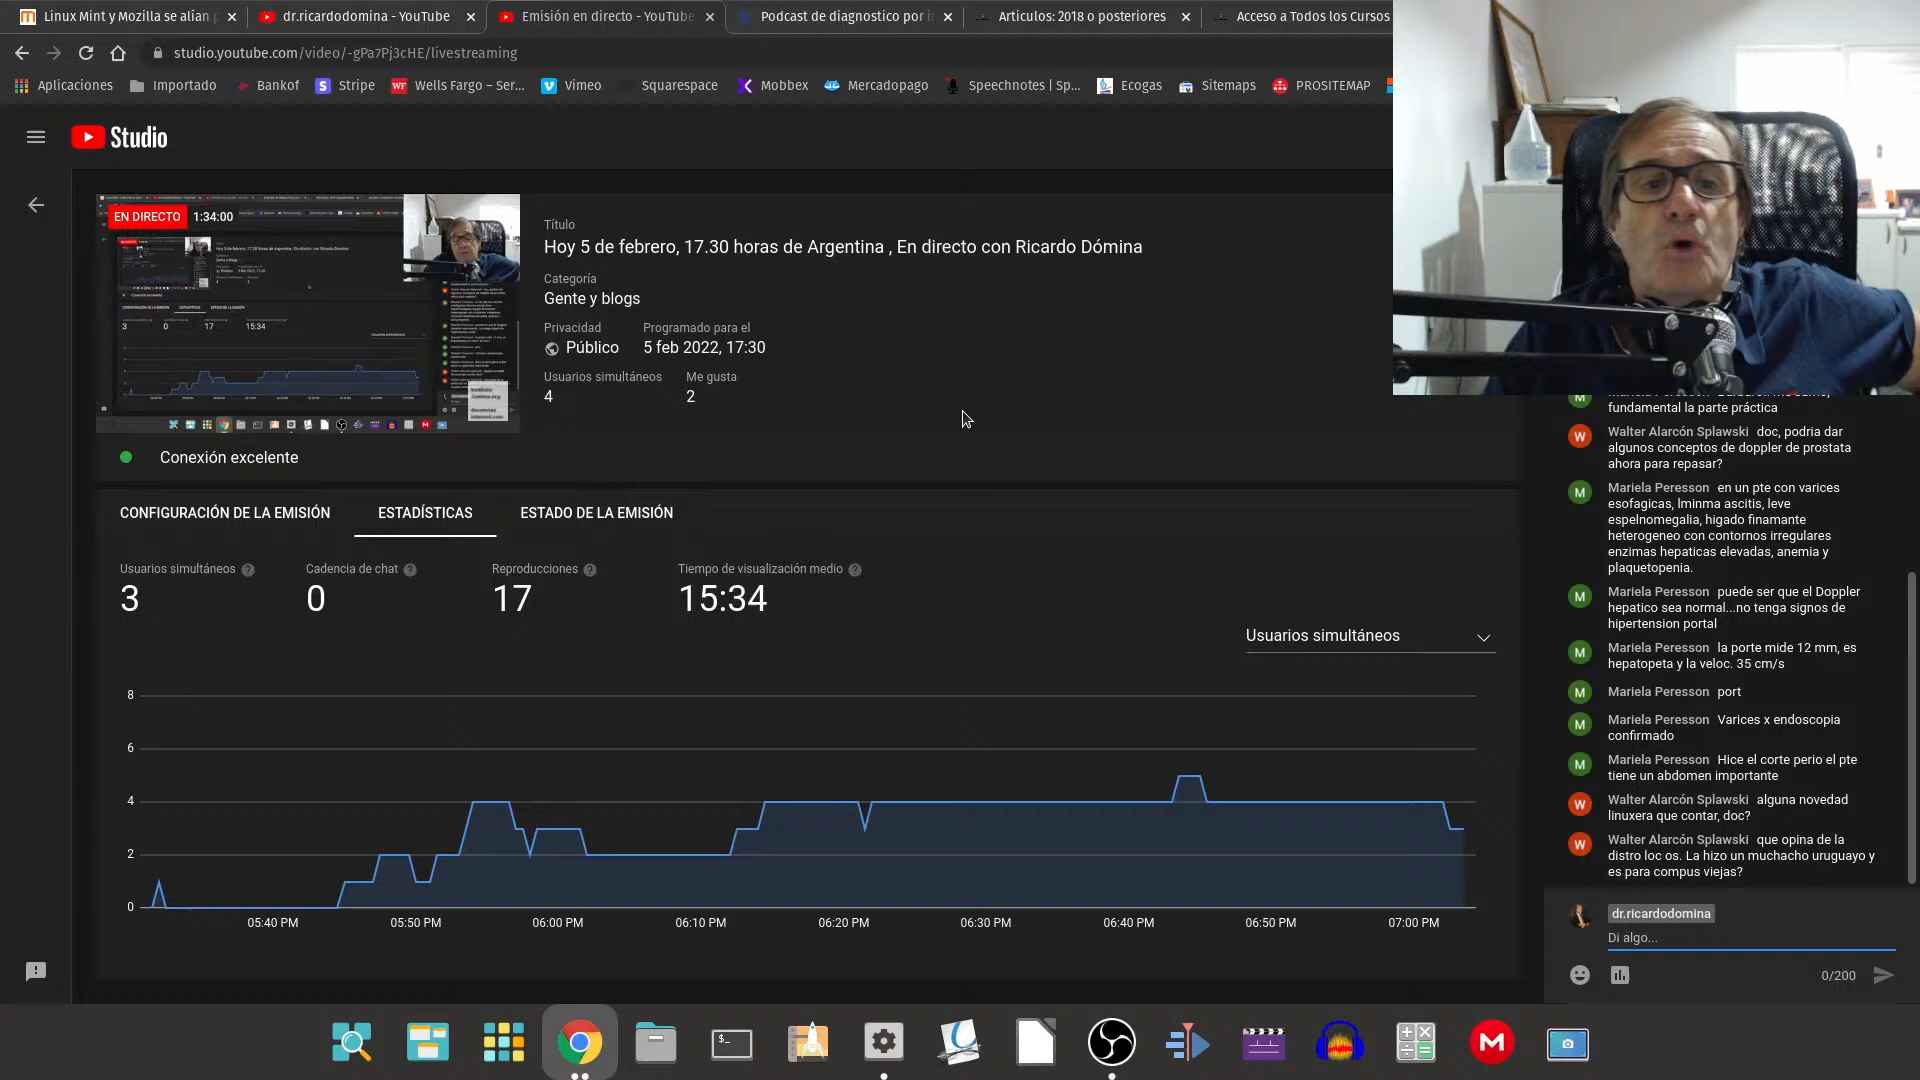 Linux Mint y Mozilla se alían
dr.ricardodomina - YouTube
Emisión en directo - YouTube
Podcast de diagnostico por i
Articulos: 2018 o posteriores
Acceso a Todos los Cursos
studio.youtube.com/video/-gPa7Pj3cHE/livestreaming
Aplicaciones
Importado
Bankof
Stripe
Wells Fargo – Ser...
Vimeo
Squarespace
Mobbex
Mercadopago
Speechnotes | Sp...
Ecogas
Sitemaps
PROSITEMAP
Studio
EN DIRECTO 1:34:00
Título
Hoy 5 de febrero, 17.30 horas de Argentina , En directo con Ricardo Dómina
Categoría
Gente y blogs
Privacidad
Programado para el
Público
5 feb 2022, 17:30
Usuarios simultáneos
Me gusta
4
2
Conexión excelente
CONFIGURACIÓN DE LA EMISIÓN
ESTADÍSTICAS
ESTADO DE LA EMISIÓN
Usuarios simultáneos
Cadencia de chat
Reproducciones
Tiempo de visualización medio
3
0
17
15:34
Usuarios simultáneos
8
6
4
2
0
05:40 PM
05:50 PM
06:00 PM
06:10 PM
06:20 PM
06:30 PM
06:40 PM
06:50 PM
07:00 PM
fundamental la parte práctica
Walter Alarcón Splawski doc, podria dar
algunos conceptos de doppler de prostata
ahora para repasar?
Mariela Peresson en un pte con varices
esofagicas, lminma ascitis, leve
espelnomegalia, higado finamante
heterogeneo con contornos irregulares
enzimas hepaticas elevadas, anemia y
plaquetopenia.
Mariela Peresson puede ser que el Doppler
hepatico sea normal...no tenga signos de
hipertension portal
Mariela Peresson la porte mide 12 mm, es
hepatopeta y la veloc. 35 cm/s
Mariela Peresson port
Mariela Peresson Varices x endoscopia
confirmado
Mariela Peresson Hice el corte perio el pte
tiene un abdomen importante
Walter Alarcón Splawski alguna novedad
linuxera que contar, doc?
Walter Alarcón Splawski que opina de la
distro loc os. La hizo un muchacho uruguayo y
es para compus viejas?
dr.ricardodomina
Di algo...
0/200